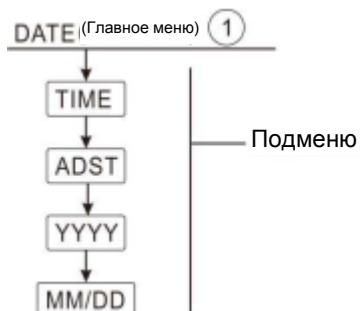 DATE (Главное меню) 1
TIME
Подменю
ADST
YYYY
MM/DD